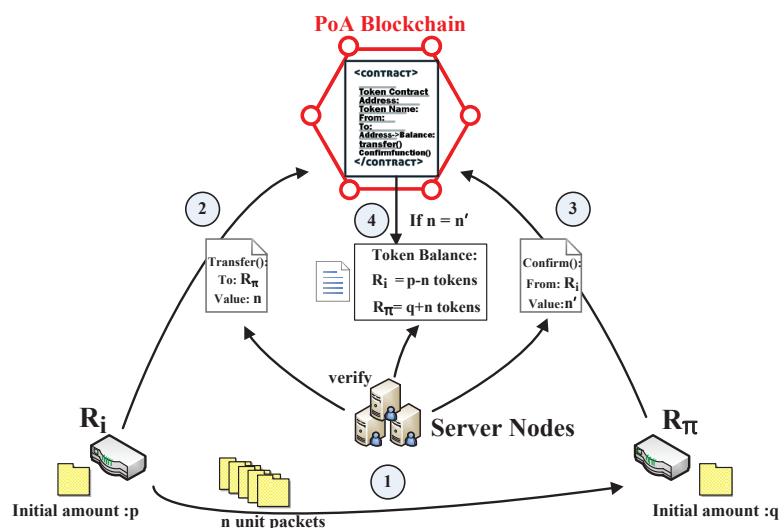 PoA Blockchain
<CONTRACT>
Token Contract
Address:
Token Name:
From:
To:
Address->Balance:
transfer()
Confirmfunction()
</CONTRACT>
2
4
If n = n′
3
Transfer():
To: Rπ
Value: n
Token Balance:
Ri = p-n tokens
Rπ= q+n tokens
Confirm():
From: Ri
Value:n′
verify
Server Nodes
Ri
Rπ
1
Initial amount :p
n unit packets
Initial amount :q